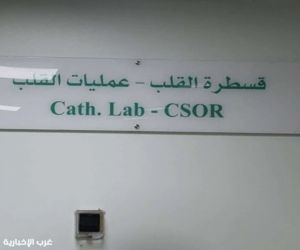 قسطرة القلب - عمليات القلب
Cath. Lab - CSOR
غرب الإخبارية